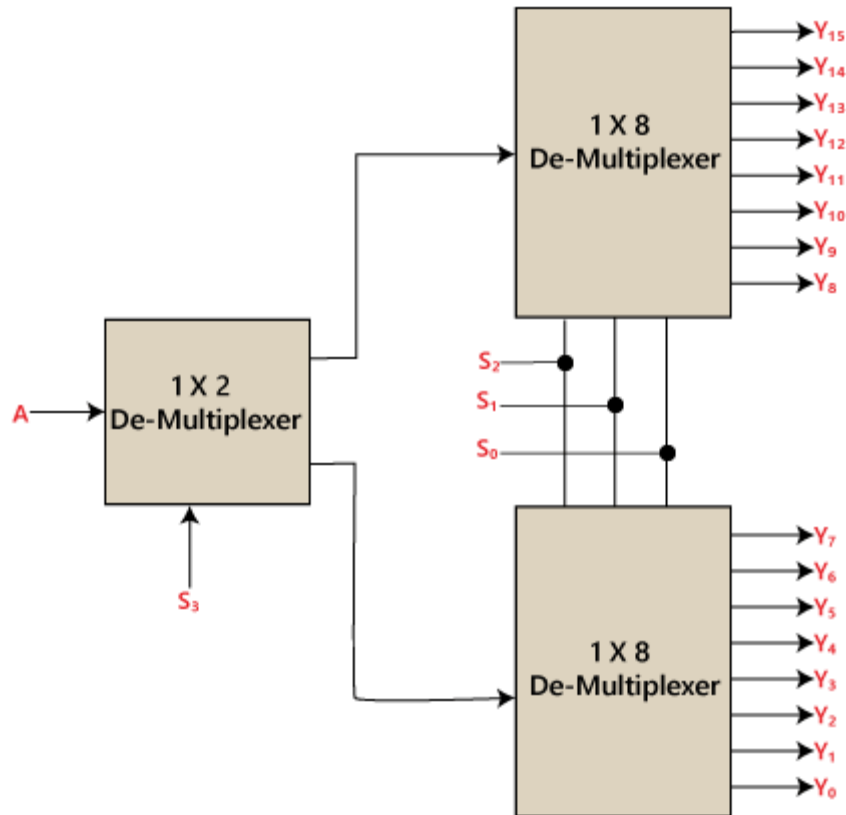 Y₁₅
Y₁₄
Y₁₃
1 X 8
Y₁₂
De-Multiplexer
Y₁₁
Y₁₀
Y₉
Y₈
S₂
1 X 2
S₁
A
De-Multiplexer
S₀
Y₇
Y₆
S₃
Y₅
Y₄
1 X 8
Y₃
De-Multiplexer
Y₂
Y₁
Y₀